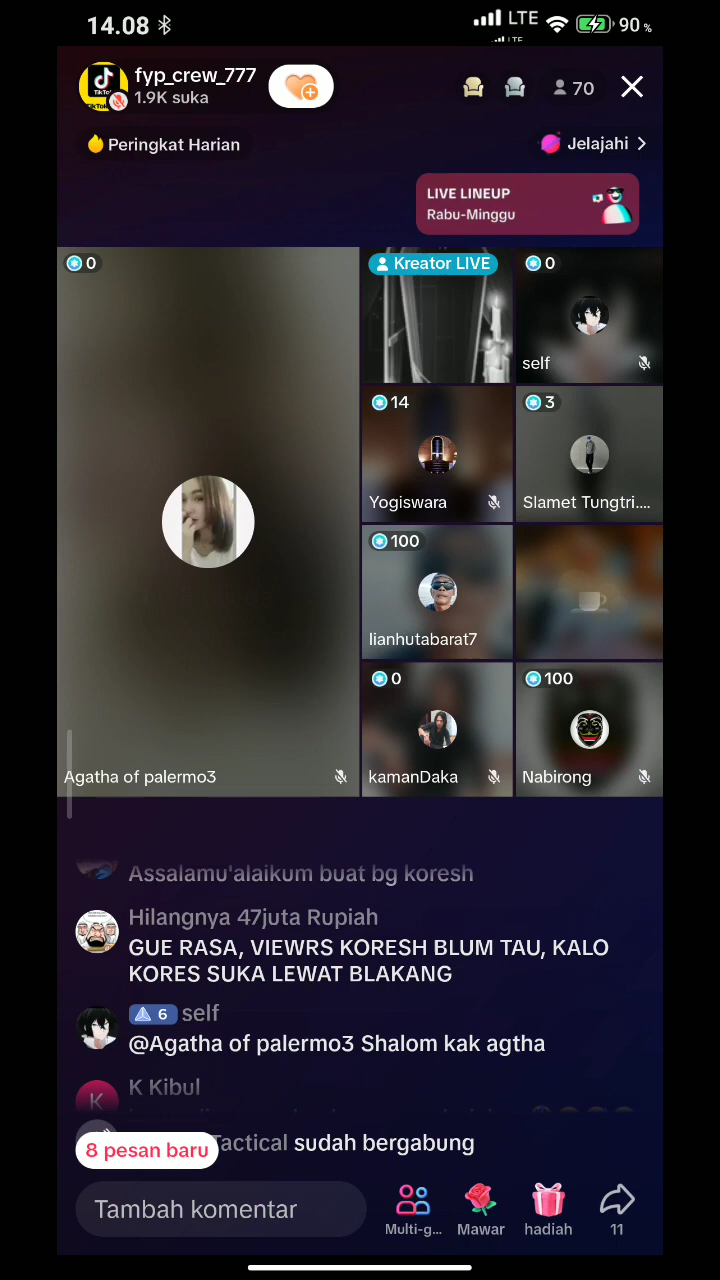 14.08
LTE
LTE
90 %
fyp_crew_777
1.9K suka
70
Peringkat Harian
Jelajahi
LIVE LINEUP
Rabu-Minggu
0
Kreator LIVE
0
self
14
3
Yogiswara
Slamet Tungtri....
100
lianhutabarat7
0
100
Agatha of palermo3
kamanDaka
Nabirong
Assalamu'alaikum buat bg koresh
Hilangnya 47juta Rupiah
GUE RASA, VIEWRS KORESH BLUM TAU, KALO
KORES SUKA LEWAT BLAKANG
6 self
@Agatha of palermo3 Shalom kak agtha
K Kibul
K
Tactical sudah bergabung
8 pesan baru
Tambah komentar
Multi-g...
Mawar
hadiah
11